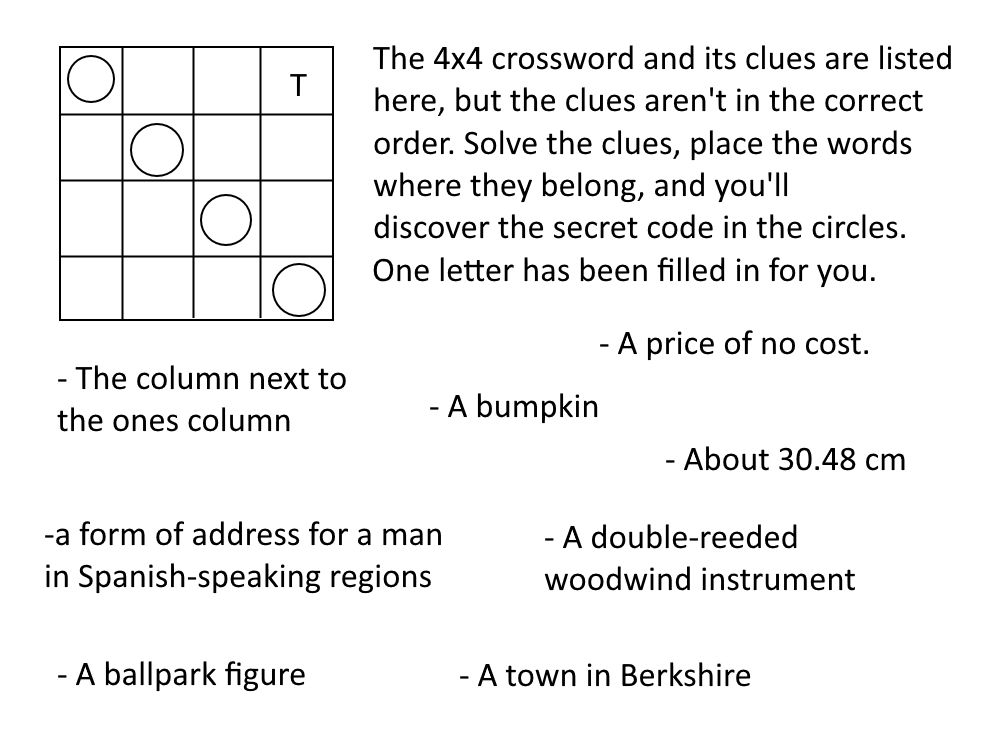 T
The 4x4 crossword and its clues are listed
here, but the clues aren't in the correct
order. Solve the clues, place the words
where they belong, and you'll
discover the secret code in the circles.
One letter has been filled in for you.
- A price of no cost.
- The column next to
the ones column
- A bumpkin
- About 30.48 cm
-a form of address for a man
in Spanish-speaking regions
- A double-reeded
woodwind instrument
- A ballpark figure
- A town in Berkshire